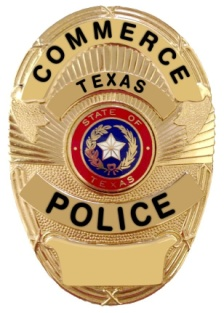 COMMERCE
TEXAS
STATE OF
TEXAS
POLICE